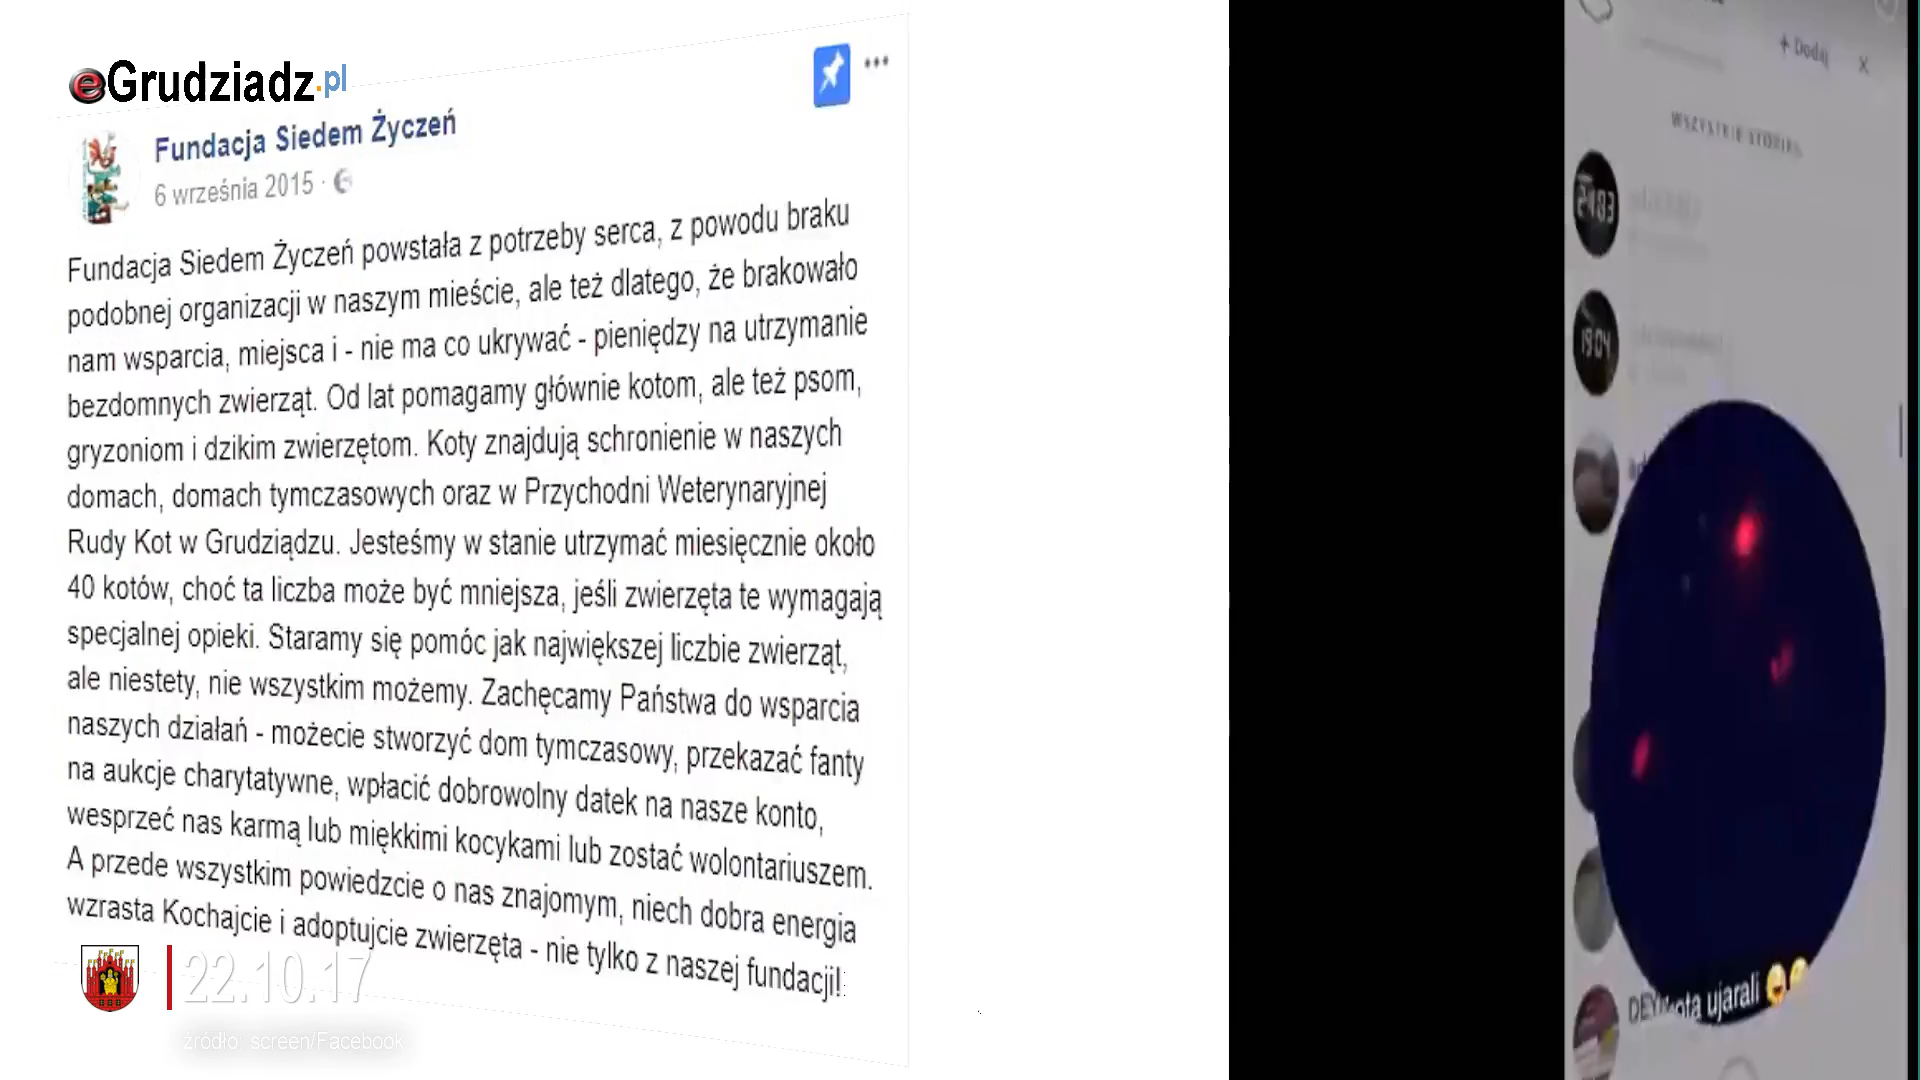 eGrudziadz.pl
Fundacja Siedem Życzeń
6 września 2015 ·
Fundacja Siedem Życzeń powstała z potrzeby serca, z powodu braku
podobnej organizacji w naszym mieście, ale też dlatego, że brakowało
nam wsparcia, miejsca i - nie ma co ukrywać - pieniędzy na utrzymanie
bezdomnych zwierząt. Od lat pomagamy głównie kotom, ale też psom,
gryzoniom i dzikim zwierzętom. Koty znajdują schronienie w naszych
domach, domach tymczasowych oraz w Przychodni Weterynaryjnej
Rudy Kot w Grudziądzu. Jesteśmy w stanie utrzymać miesięcznie około
40 kotów, choć ta liczba może być mniejsza, jeśli zwierzęta te wymagają
specjalnej opieki. Staramy się pomóc jak największej liczbie zwierząt,
ale niestety, nie wszystkim możemy. Zachęcamy Państwa do wsparcia
naszych działań - możecie stworzyć dom tymczasowy, przekazać fanty
na aukcje charytatywne, wpłacić dobrowolny datek na nasze konto,
wesprzeć nas karmą lub miękkimi kocykami lub zostać wolontariuszem.
A przede wszystkim powiedzcie o nas znajomym, niech dobra energia
wzrasta Kochajcie i adoptujcie zwierzęta - nie tylko z naszej fundacji!
22.10.17
źródło: screen/Facebook
+ Dodaj
WSZYSTKIE STORIES
24 03
19:04
ujarali